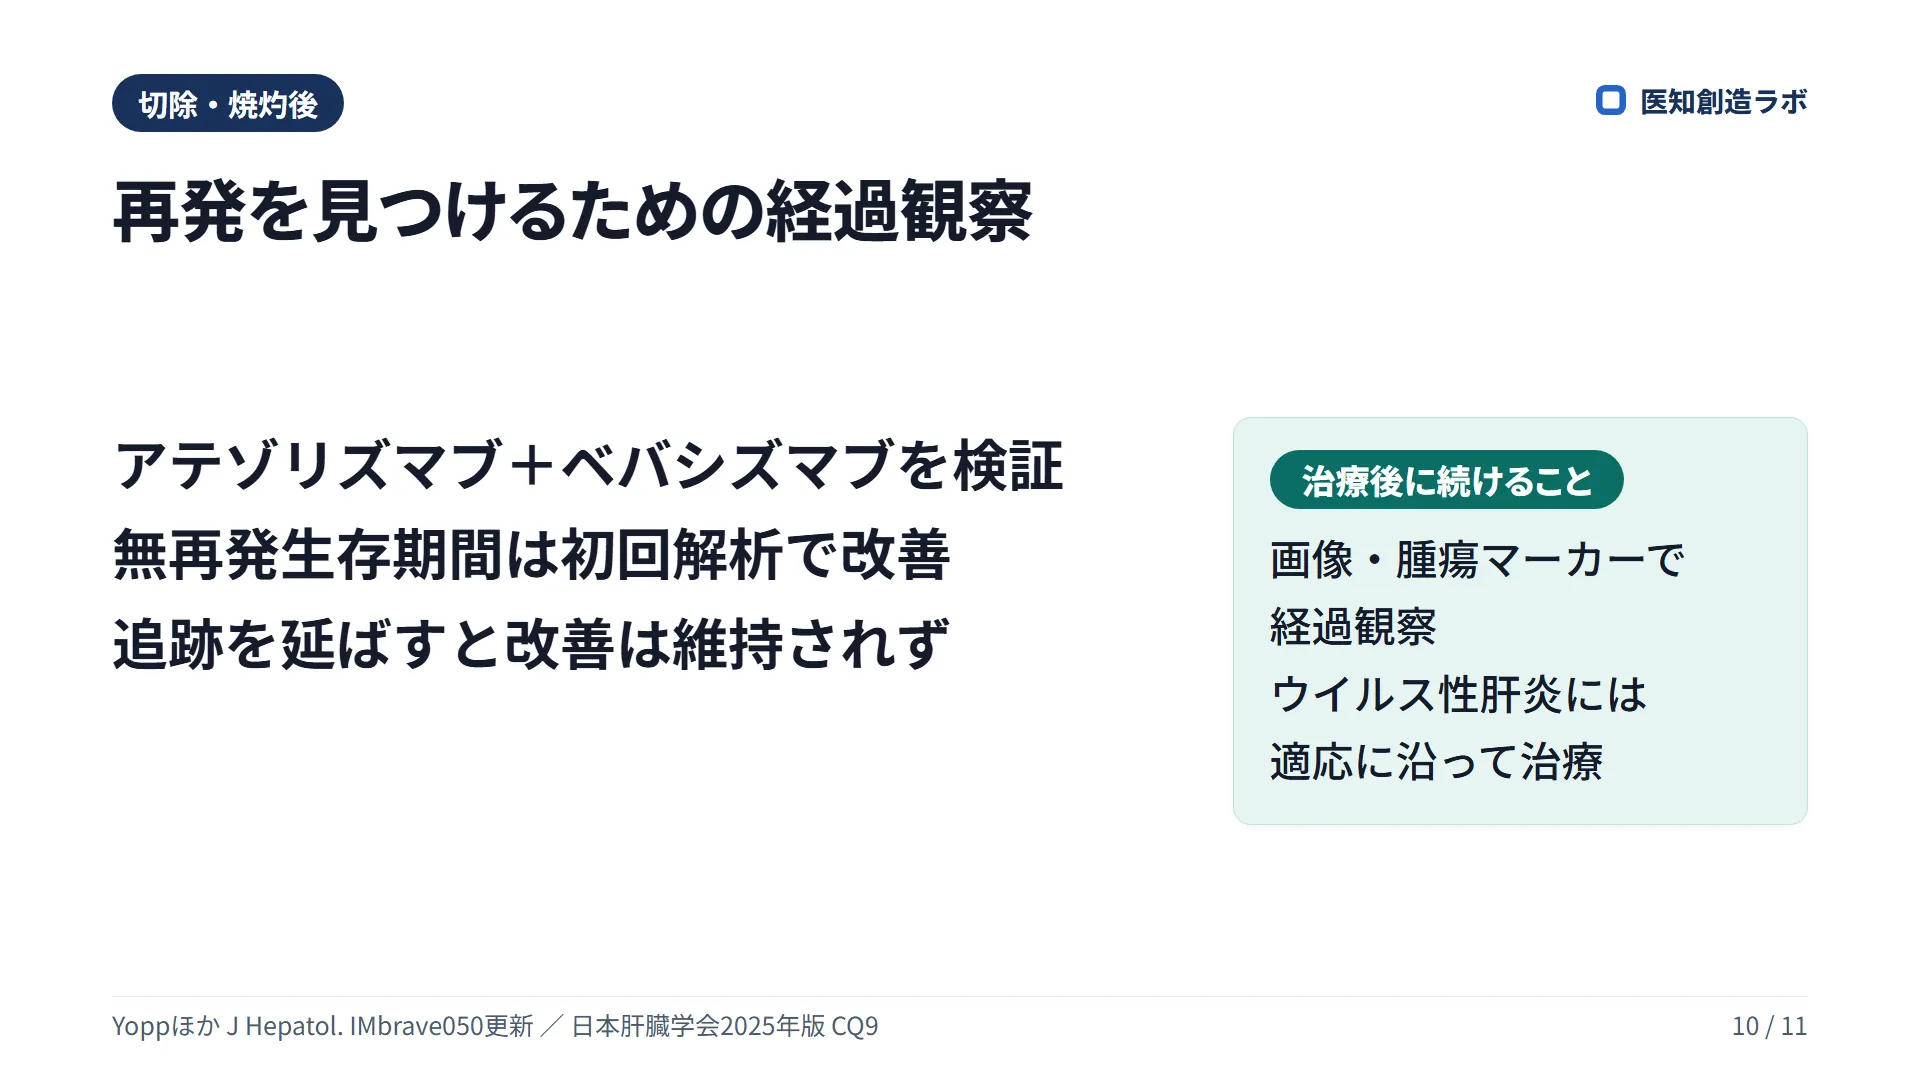 切除・焼灼後
医知創造ラボ
再発を見つけるための経過観察
アテゾリズマブ＋ベバシズマブを検証
無再発生存期間は初回解析で改善
追跡を延ばすと改善は維持されず
治療後に続けること
画像・腫瘍マーカーで
経過観察
ウイルス性肝炎には
適応に沿って治療
Yoppほか J Hepatol. IMbrave050更新 ／ 日本肝臓学会2025年版 CQ9
10 / 11